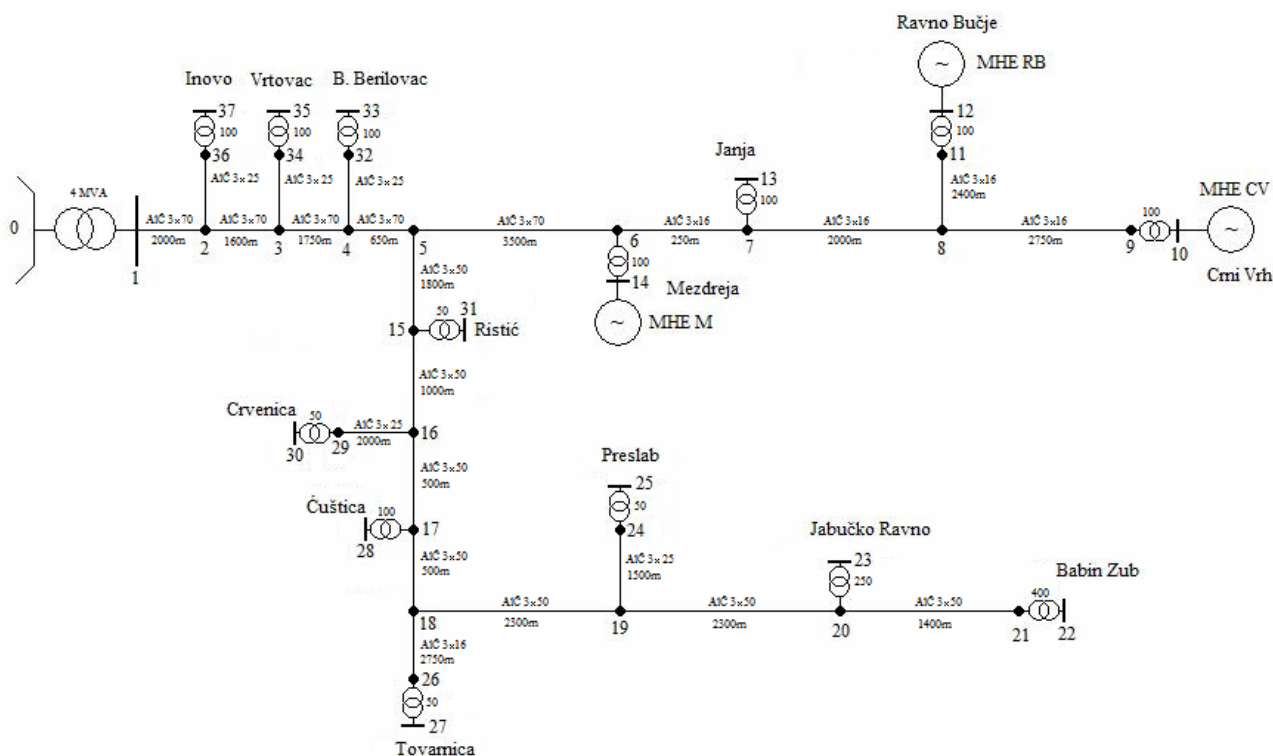 Ravno Bučje
MHE RB
12
100
11
AlČ 3x16
2400m
Inovo
37
100
36
AlČ 3x25
Vrtovac
35
100
34
AlČ 3x25
B. Berilovac
33
100
32
AlČ 3x25
Janja
13
100
MHE CV
100
9
10
Crni Vrh
0
4 MVA
1
AlČ 3x70
2000m
2
AlČ 3x70
1600m
3
AlČ 3x70
1750m
4
AlČ 3x70
650m
5
AlČ 3x70
3500m
6
AlČ 3x16
250m
7
AlČ 3x16
2000m
8
AlČ 3x16
2750m
100
14
Mezdreja
MHE M
AlČ 3x50
1800m
15
50
31
Ristić
AlČ 3x50
1000m
Crvenica
50
30
29
AlČ 3x25
2000m
16
AlČ 3x50
500m
Ćuštica
100
28
17
AlČ 3x50
500m
Preslab
25
50
24
AlČ 3x25
1500m
Jabučko Ravno
23
250
Babin Zub
400
21
22
18
AlČ 3x50
2300m
19
AlČ 3x50
2300m
20
AlČ 3x50
1400m
AlČ 3x16
2750m
26
50
27
Tovarnica